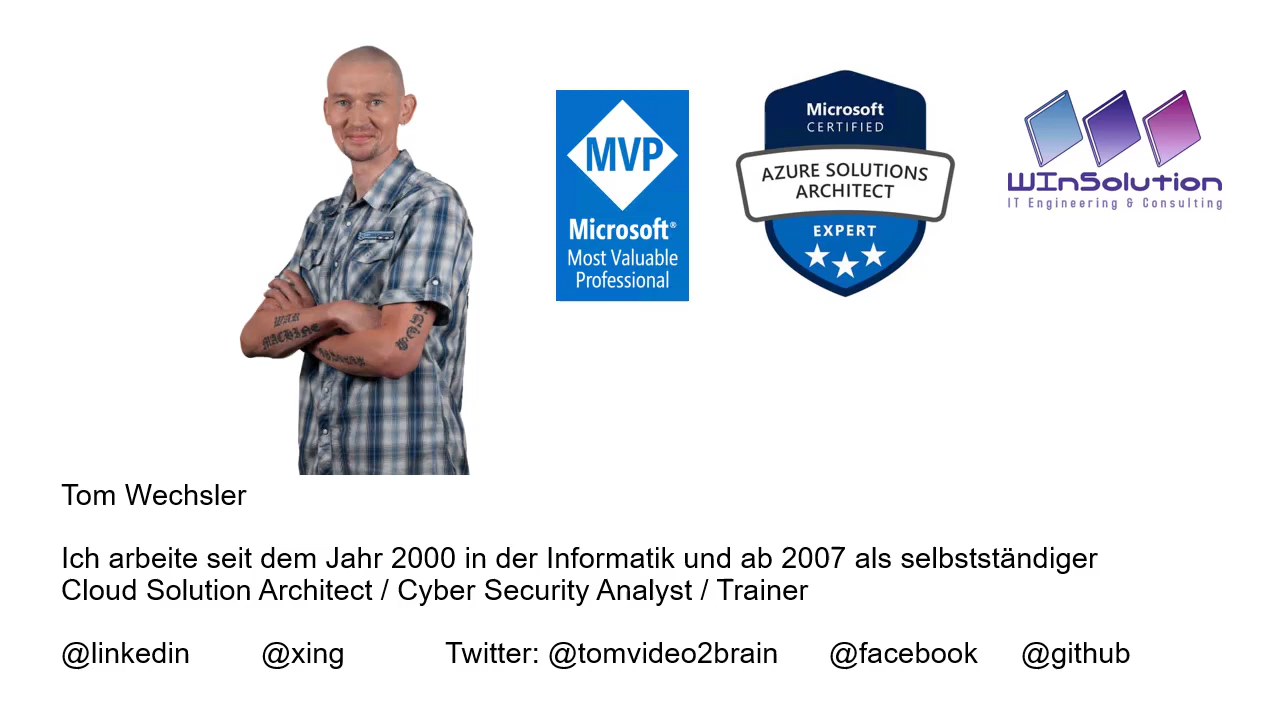 MVP
Microsoft®
Most Valuable
Professional
Microsoft
CERTIFIED
AZURE SOLUTIONS
ARCHITECT
EXPERT
WInSolution
IT Engineering & Consulting
WAR
MACHINE
Tom Wechsler
Ich arbeite seit dem Jahr 2000 in der Informatik und ab 2007 als selbstständiger
Cloud Solution Architect / Cyber Security Analyst / Trainer
@linkedin @xing Twitter: @tomvideo2brain @facebook @github